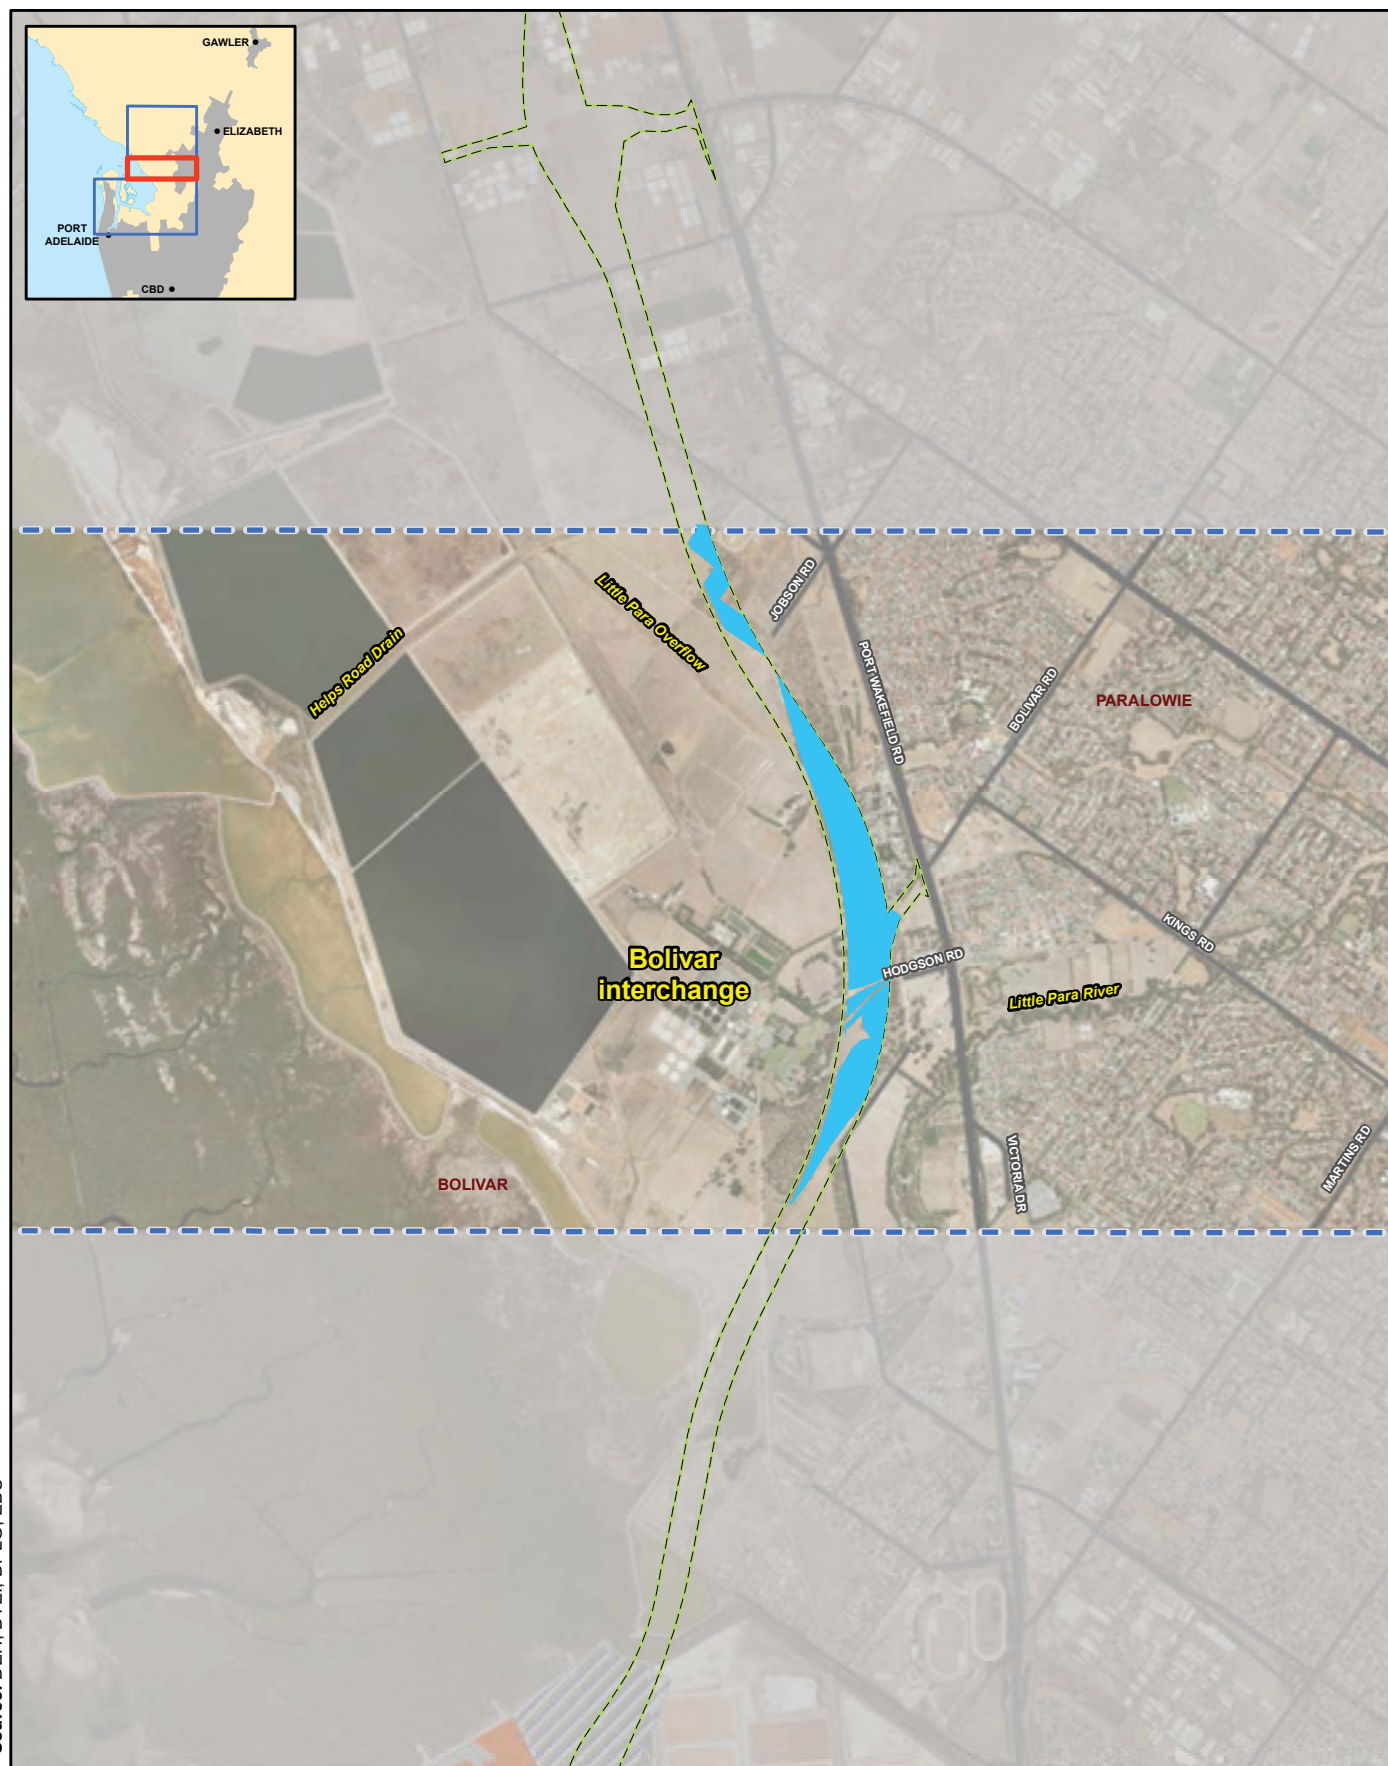 GAWLER
ELIZABETH
PORT
ADELAIDE
CBD
JOBSON RD
Little Para Overflow
Helps Road Drain
PORT WAKEFIELD RD
BOLIVAR RD
PARALOWIE
KINGS RD
Bolivar
interchange
HODGSON RD
Little Para River
VICTORIA DR
MARTINS RD
BOLIVAR